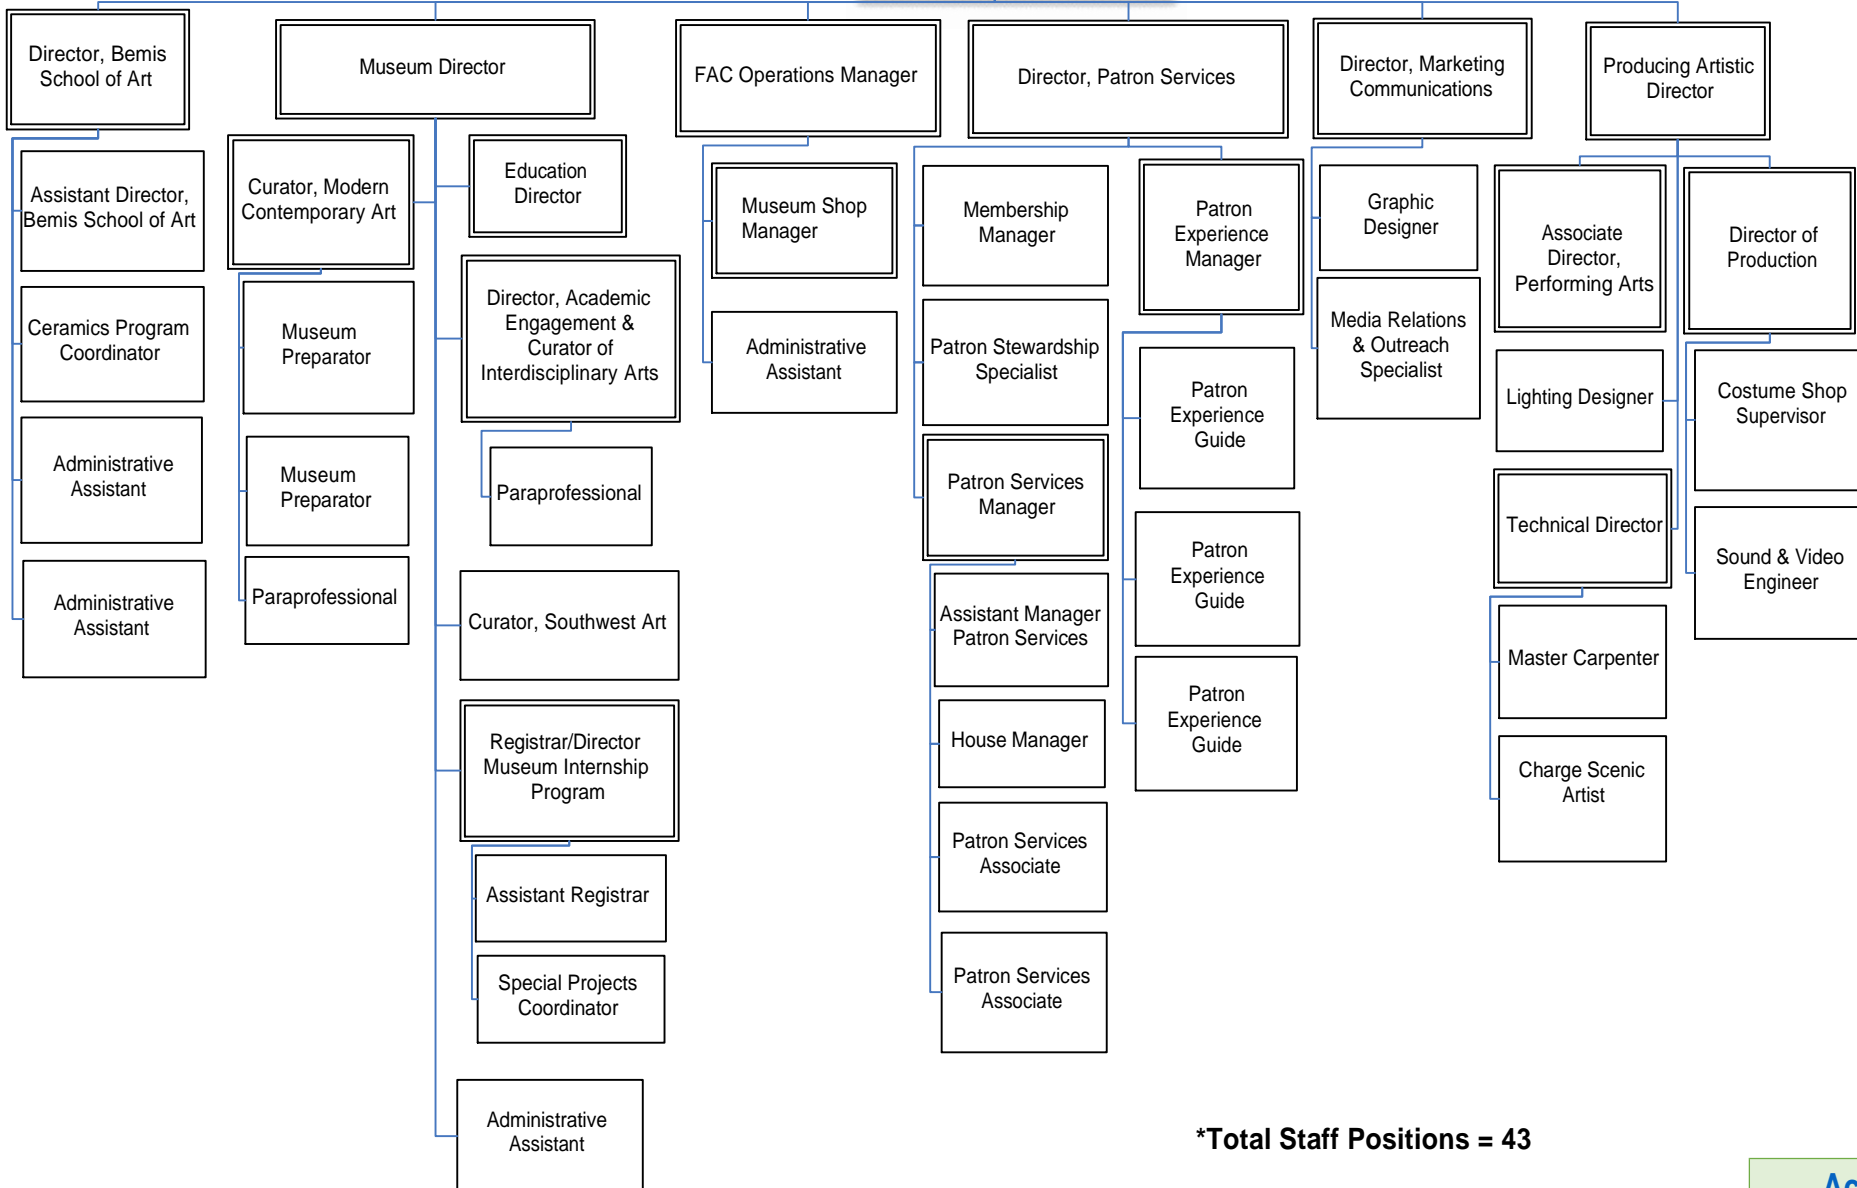 Director, Bemis
School of Art
Museum Director
FAC Operations Manager
Director, Patron Services
Director, Marketing
Communications
Producing Artistic
Director
Assistant Director,
Bemis School of Art
Ceramics Program
Coordinator
Administrative
Assistant
Administrative
Assistant
Curator, Modern
Contemporary Art
Museum
Preparator
Museum
Preparator
Paraprofessional
Education
Director
Director, Academic
Engagement &
Curator of
Interdisciplinary Arts
Paraprofessional
Curator, Southwest Art
Registrar/Director
Museum Internship
Program
Assistant Registrar
Special Projects
Coordinator
Administrative
Assistant
Museum Shop
Manager
Administrative
Assistant
Membership
Manager
Patron Stewardship
Specialist
Patron Services
Manager
Assistant Manager
Patron Services
House Manager
Patron Services
Associate
Patron Services
Associate
Patron
Experience
Manager
Patron
Experience
Guide
Patron
Experience
Guide
Patron
Experience
Guide
Graphic
Designer
Media Relations
& Outreach
Specialist
Associate
Director,
Performing Arts
Lighting Designer
Technical Director
Master Carpenter
Charge Scenic
Artist
Director of
Production
Costume Shop
Supervisor
Sound & Video
Engineer
*Total Staff Positions = 43